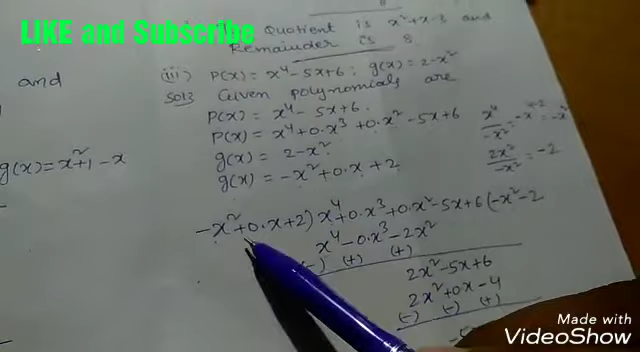 LIKE and Subscribe
Quotient is x²+x-3 and
Remainder is 8
and
(iii) P(x) = x⁴-5x+6; g(x) = 2-x²
Given polynomials are
P(x) = x⁴-5x+6.
P(x) = x⁴+0.x³+0.x²-5x+6
g(x) = 2-x²
g(x) = -x²+0.x+2
x⁴/-x² = -x⁴⁻² = -x²
2x²/-x² = -2
g(x) = x²+1-x
-x²+0.x+2) x⁴+0.x³+0.x²-5x+6 (-x²-2
x⁴-0.x³-2x²
(-) (+) (+)
2x²-5x+6
2x²+0x-4
(-) (-) (+)
Made with
VideoShow